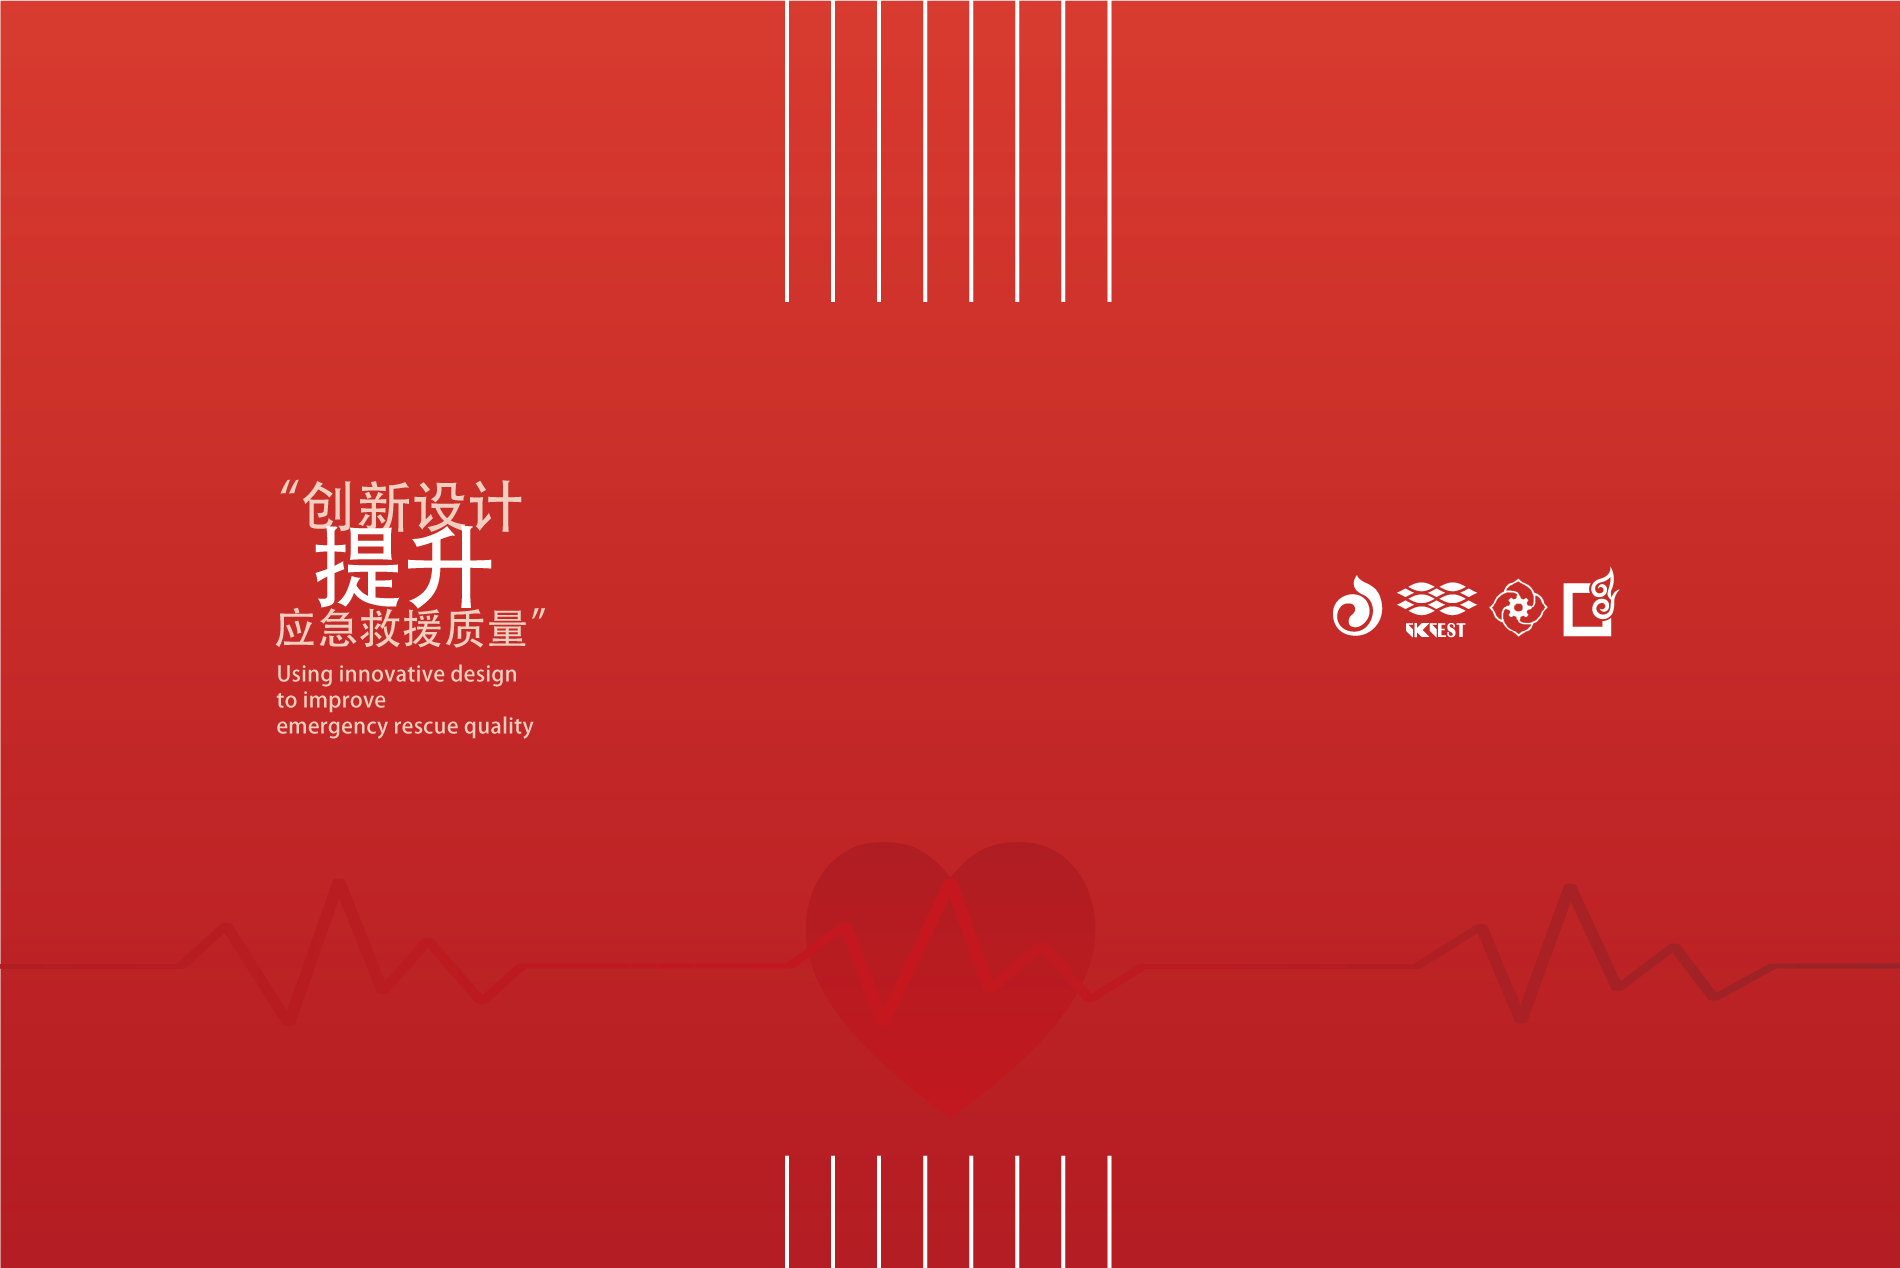 “创新设计
提升
应急救援质量”
Using innovative design
to improve
emergency rescue quality
IKCEST